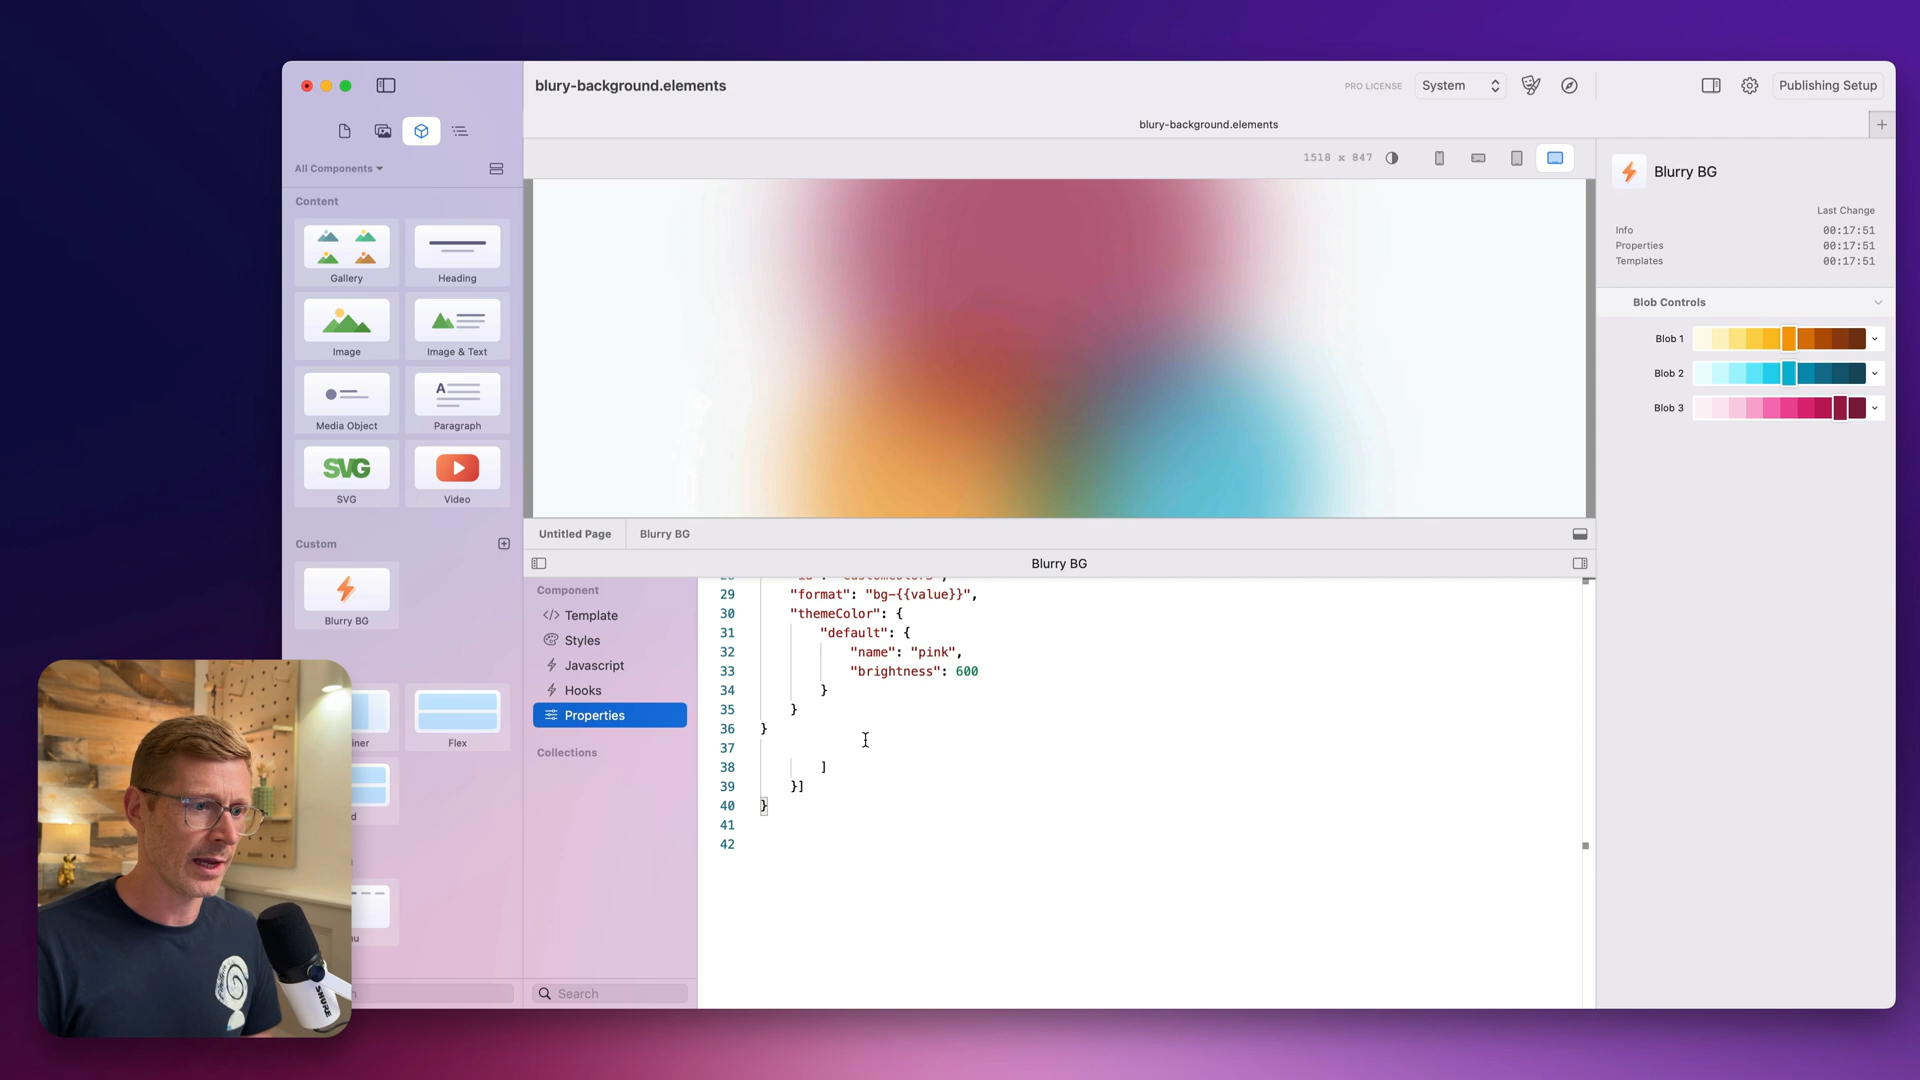 blury-background.elements
PRO LICENSE
System
Publishing Setup
blury-background.elements
All Components
1518 x 847
Blurry BG
Content
Last Change
Info 00:17:51
Properties 00:17:51
Templates 00:17:51
Gallery
Heading
Blob Controls
Image
Image & Text
Blob 1
Blob 2
Blob 3
A
Media Object
Paragraph
SVG
SVG
Video
Untitled Page
Blurry BG
Custom
Blurry BG
Component
Template
Styles
Javascript
Hooks
Properties
Collections
Search
29 "format": "bg-{{value}}",
30 "themeColor": {
31 "default": {
32 "name": "pink",
33 "brightness": 600
34 }
35 }
36 }
37
38 ]
39 }]
40 }
41
42
Blurry BG
Flex
SHURE